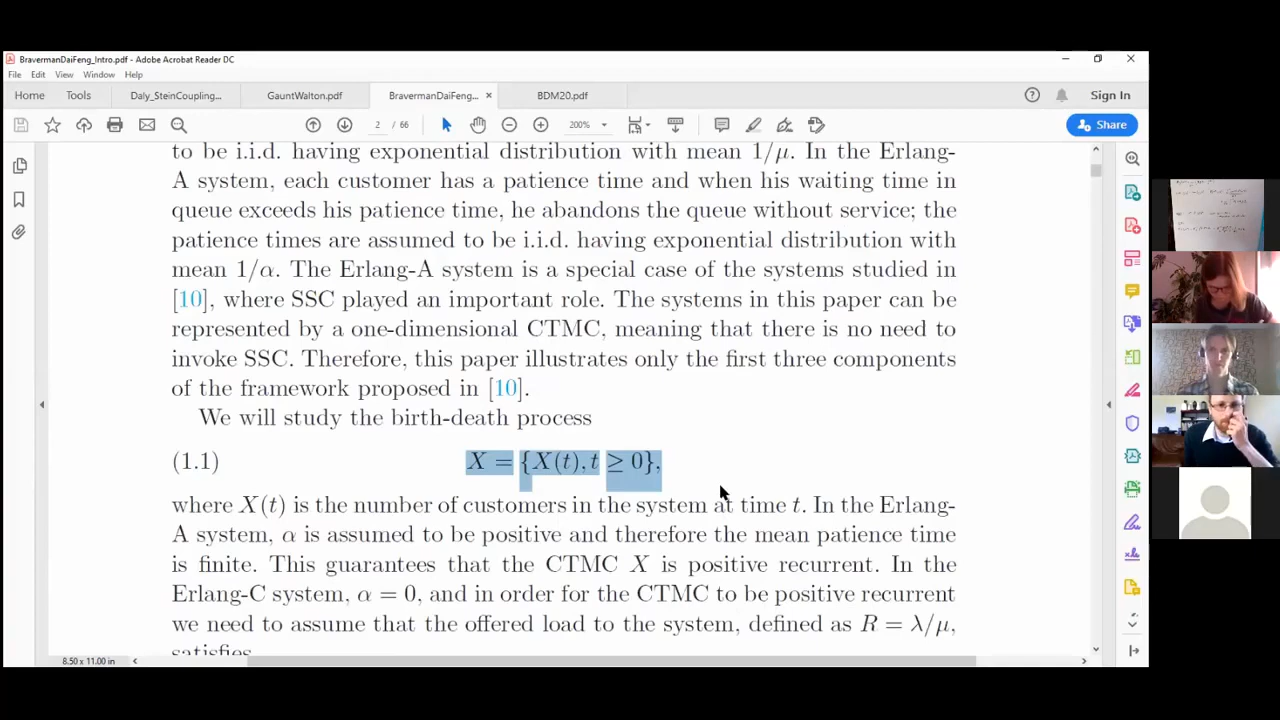 BravermanDaiFeng_Intro.pdf - Adobe Acrobat Reader DC
File Edit View Window Help
Home Tools Daly_SteinCoupling... GauntWalton.pdf BravermanDaiFeng... × BDM20.pdf Sign In
2 / 66 200% Share
to be i.i.d. having exponential distribution with mean 1/μ. In the Erlang-
A system, each customer has a patience time and when his waiting time in
queue exceeds his patience time, he abandons the queue without service; the
patience times are assumed to be i.i.d. having exponential distribution with
mean 1/α. The Erlang-A system is a special case of the systems studied in
[10], where SSC played an important role. The systems in this paper can be
represented by a one-dimensional CTMC, meaning that there is no need to
invoke SSC. Therefore, this paper illustrates only the first three components
of the framework proposed in [10].
We will study the birth-death process
(1.1) X = {X(t), t ≥ 0},
where X(t) is the number of customers in the system at time t. In the Erlang-
A system, α is assumed to be positive and therefore the mean patience time
is finite. This guarantees that the CTMC X is positive recurrent. In the
Erlang-C system, α = 0, and in order for the CTMC to be positive recurrent
we need to assume that the offered load to the system, defined as R = λ/μ,
satisfies
8.50 x 11.00 in